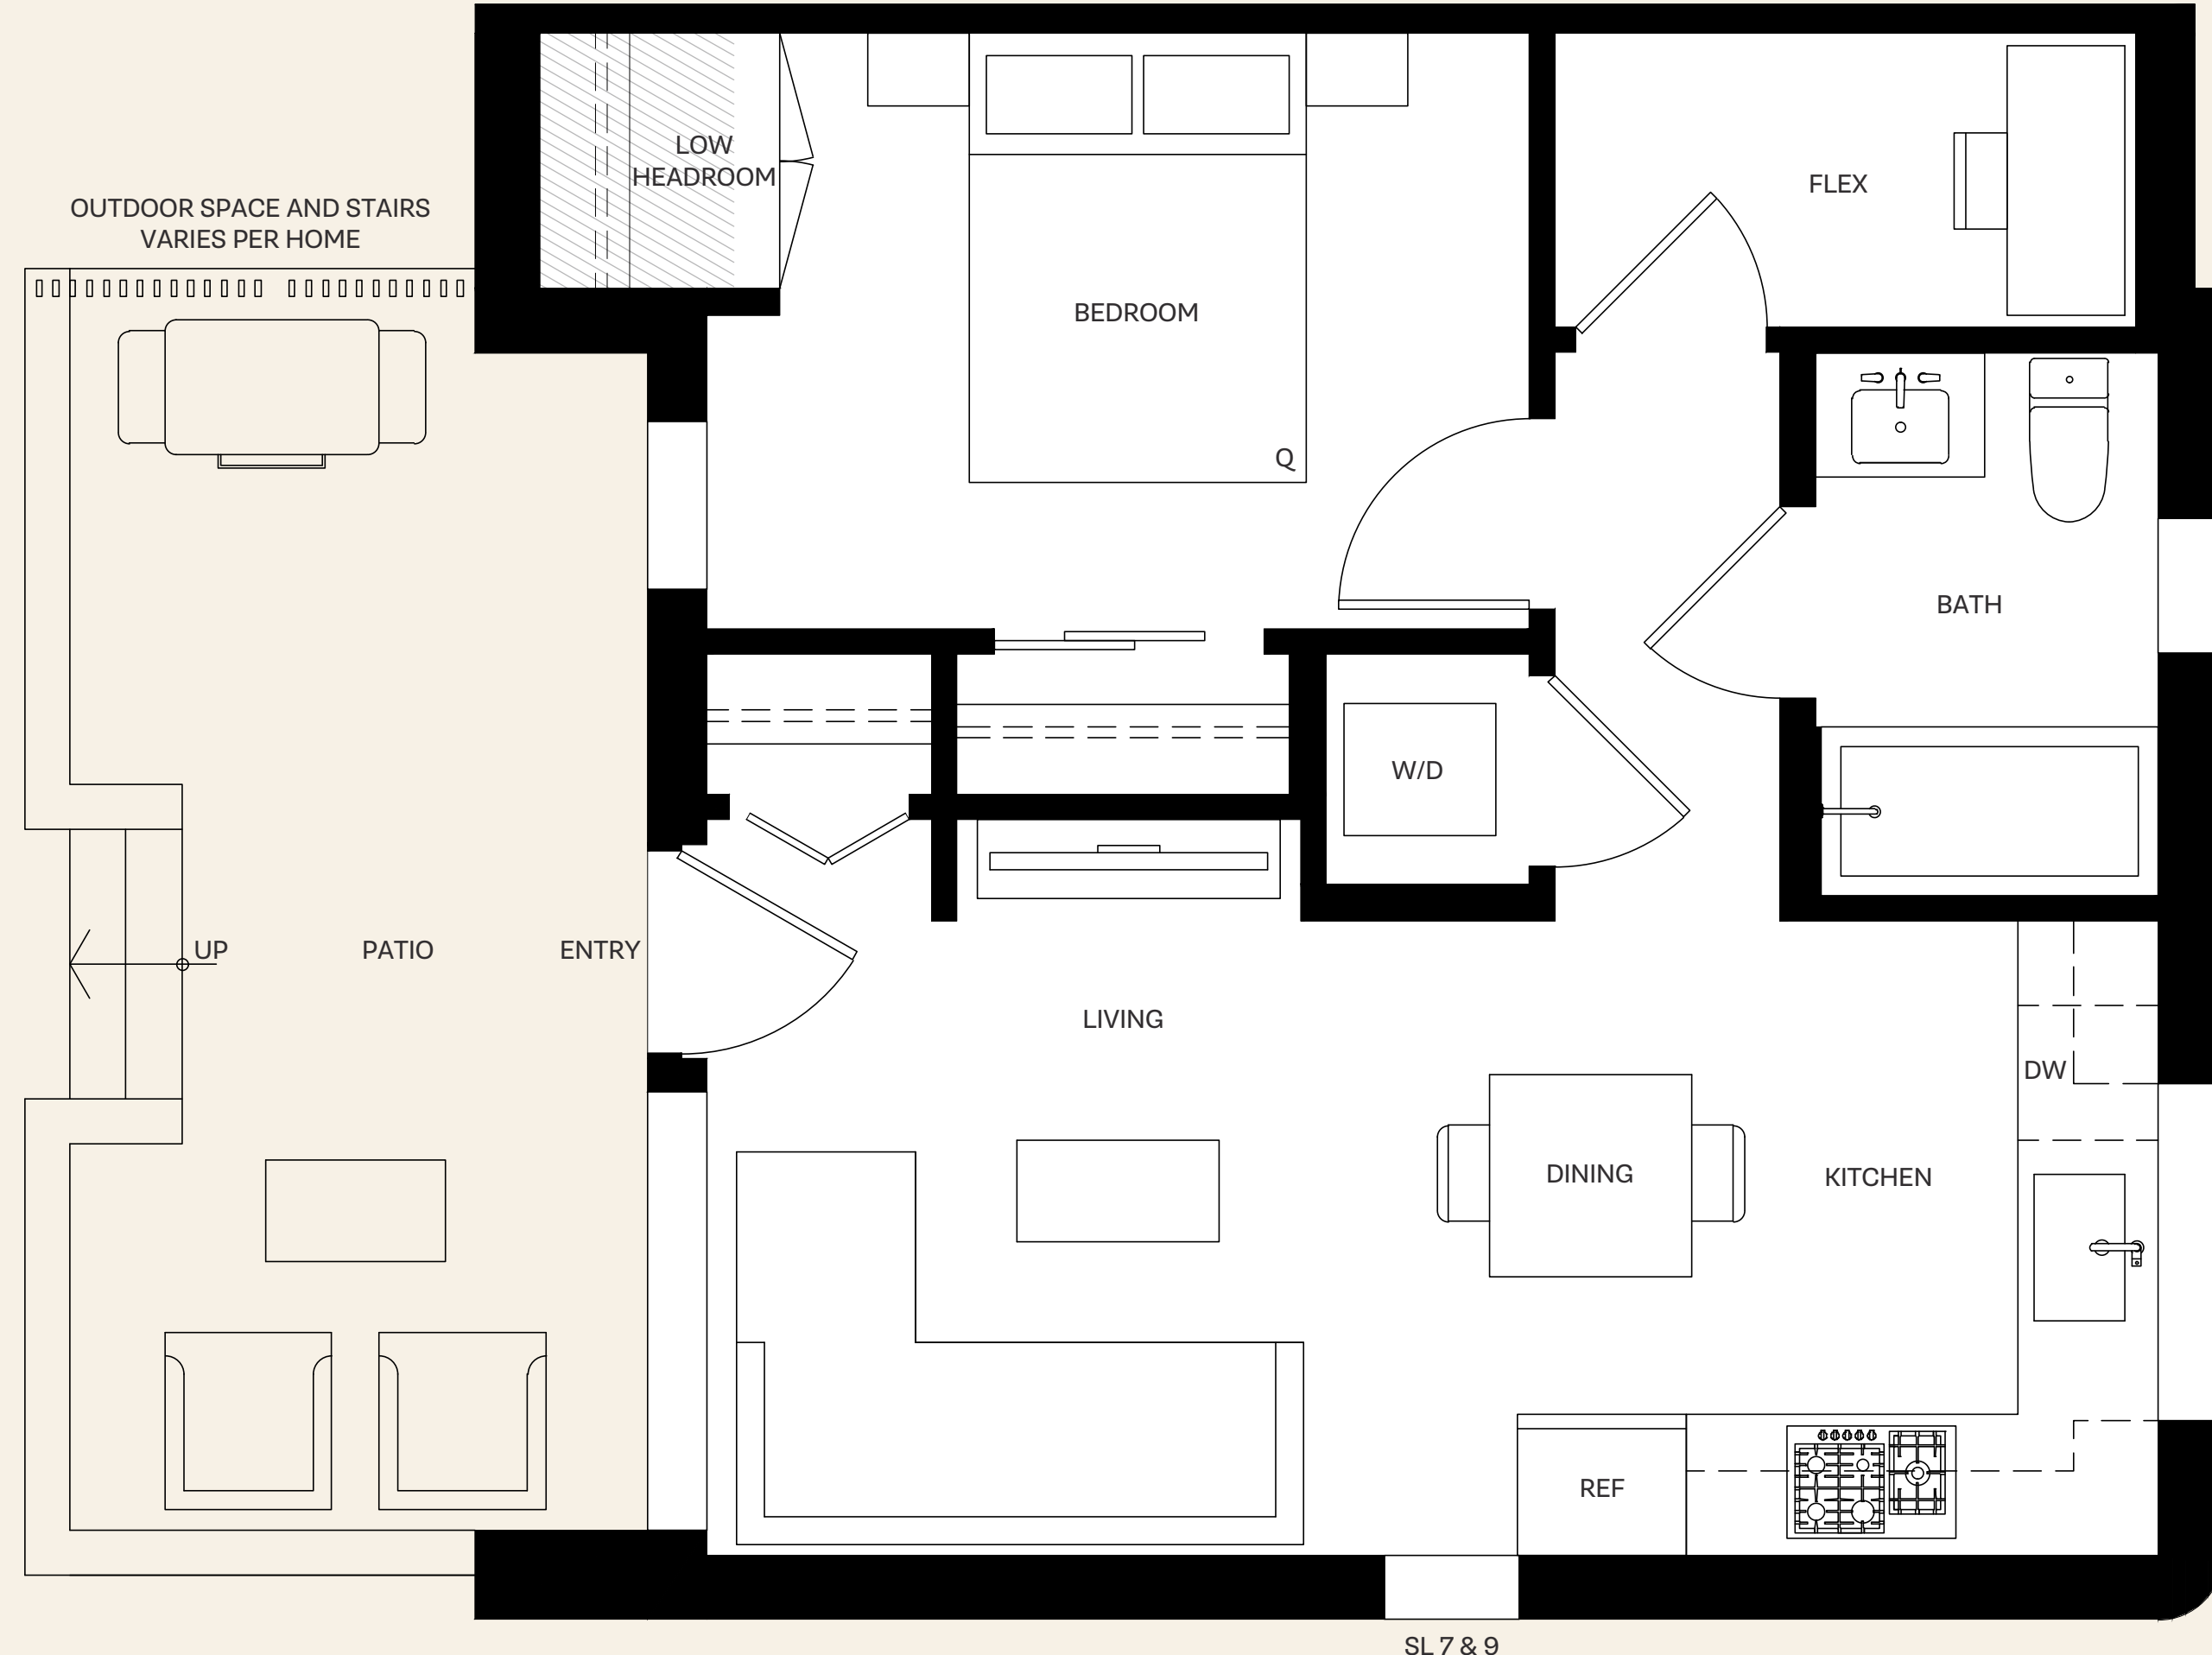 LOW
HEADROOM
FLEX
OUTDOOR SPACE AND STAIRS
VARIES PER HOME
BEDROOM
Q
BATH
W/D
UP
PATIO
ENTRY
LIVING
DW
DINING
KITCHEN
REF
SL 7 & 9